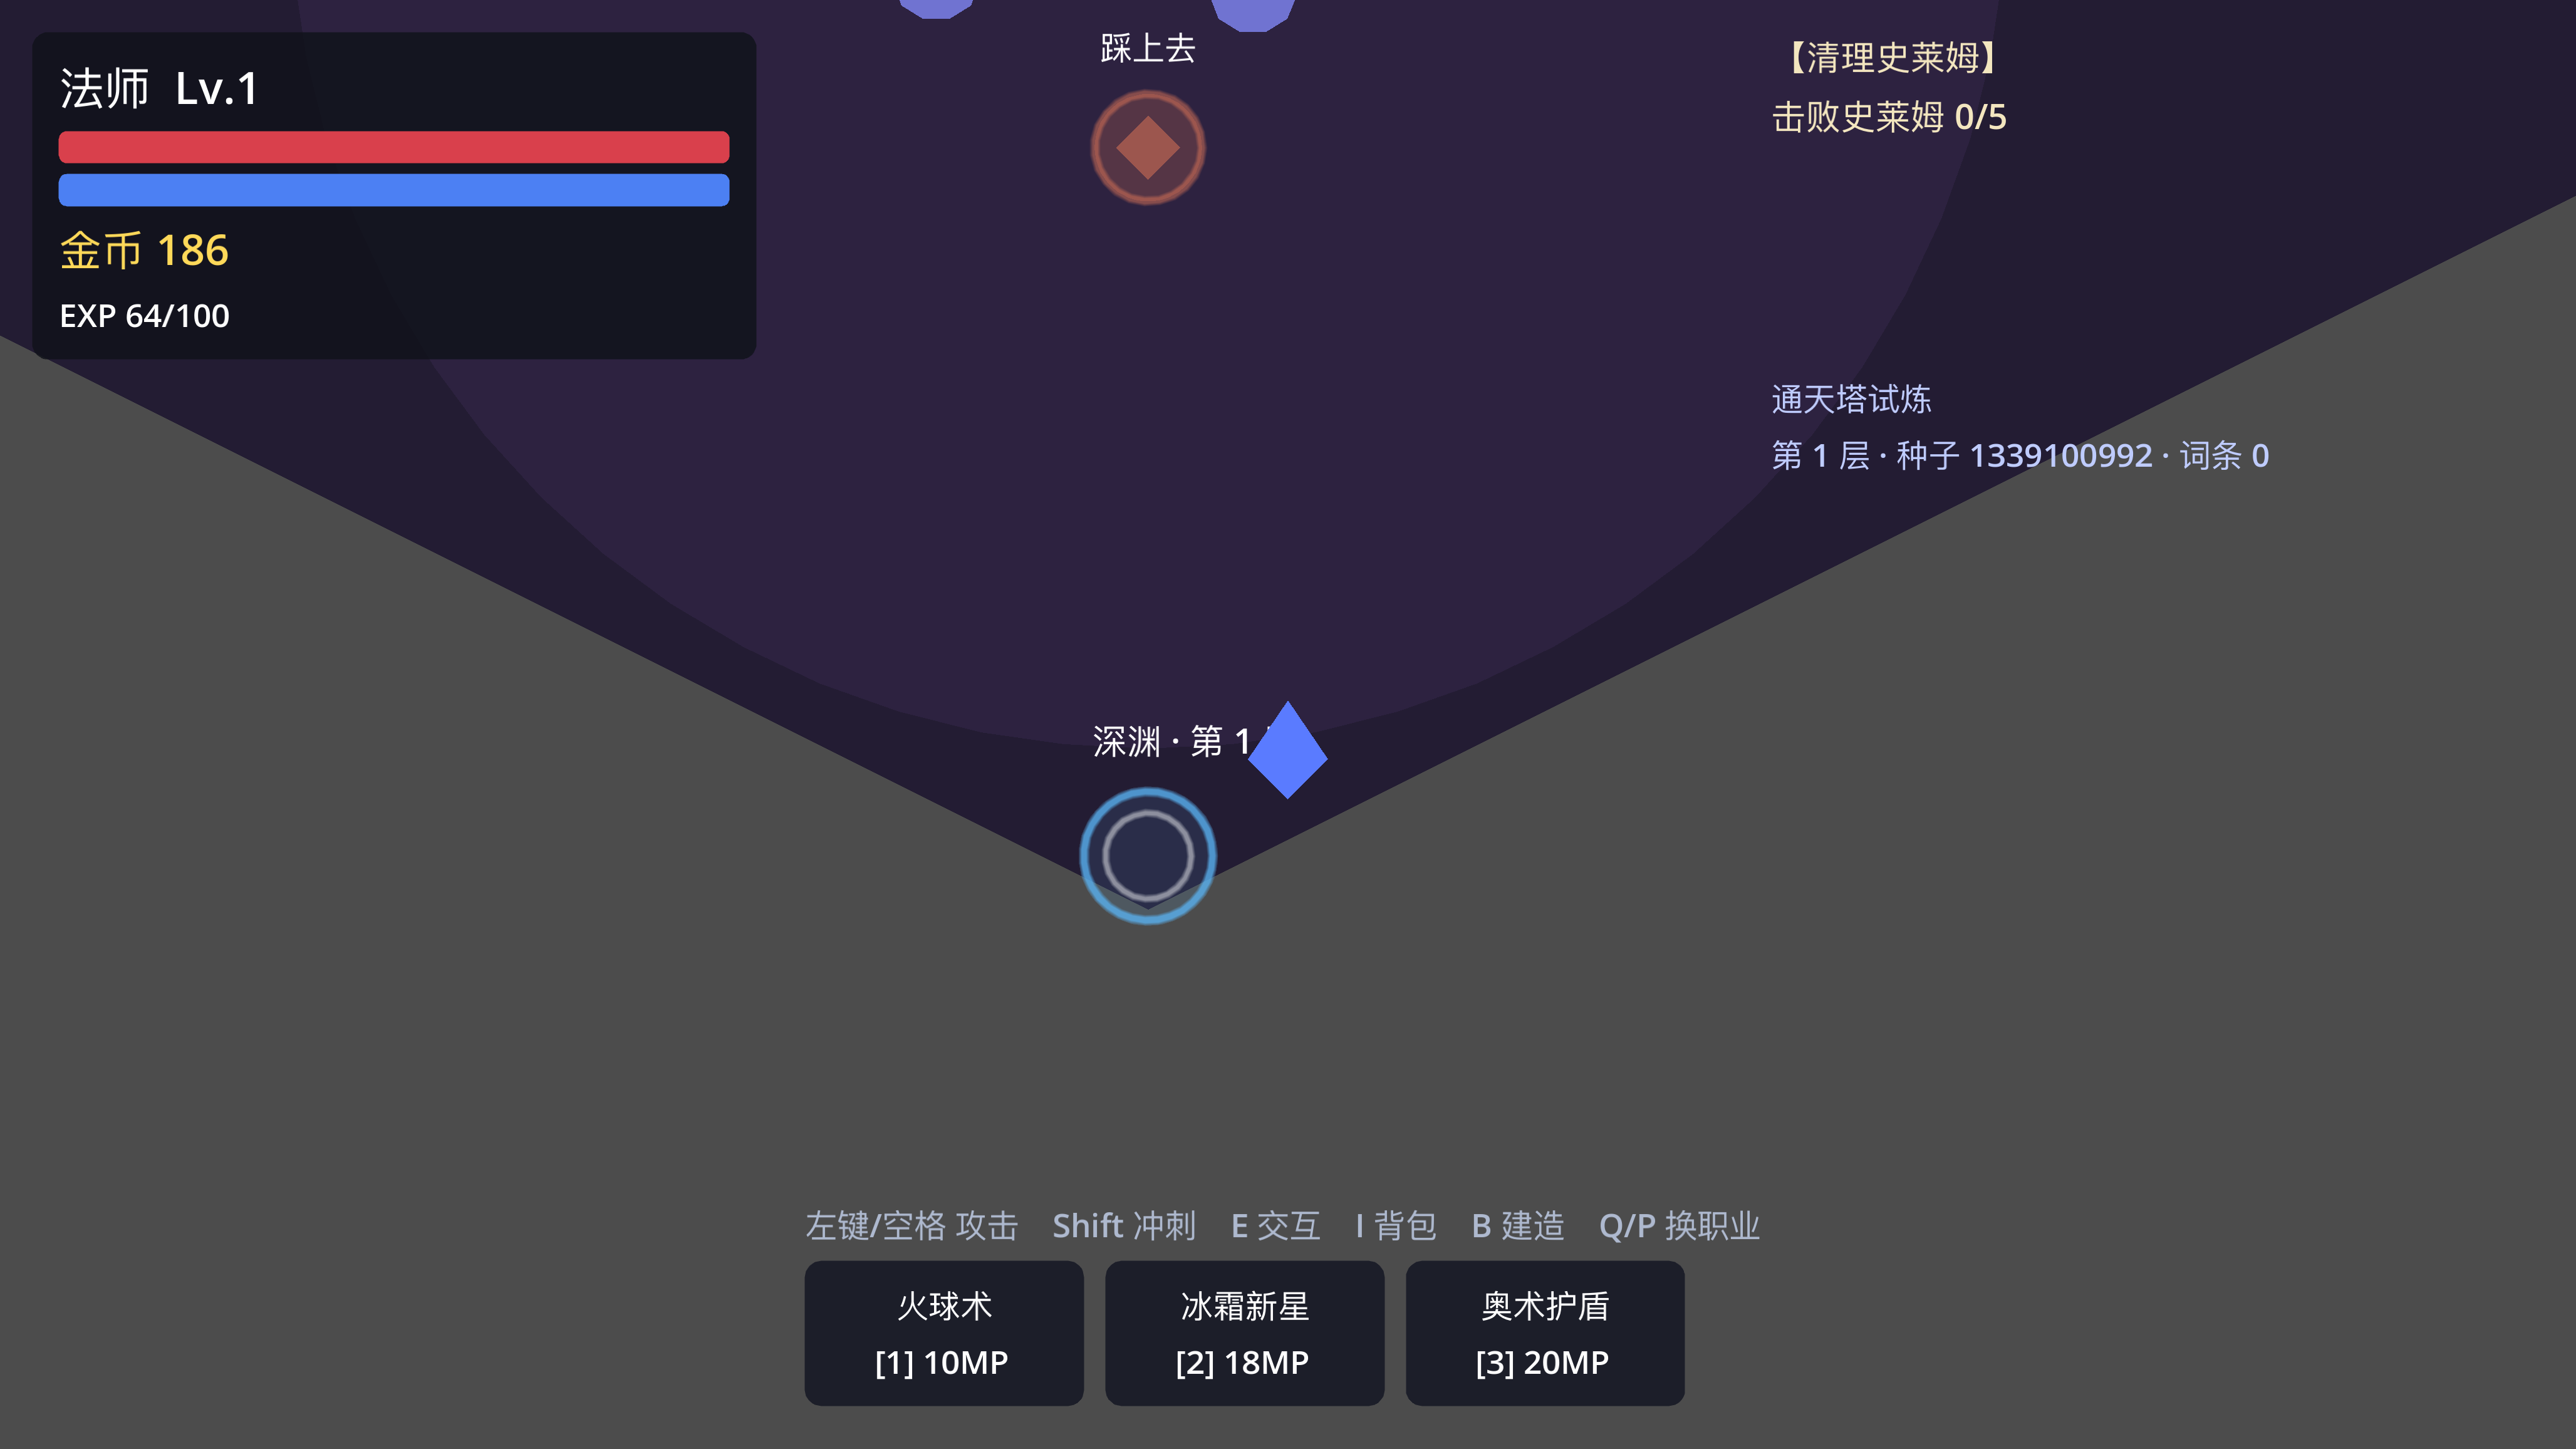 法师 Lv.1
金币 186
EXP 64/100
踩上去
【清理史莱姆】
击败史莱姆 0/5
通天塔试炼
第 1 层 · 种子 1339100992 · 词条 0
深渊 · 第 1
左键/空格 攻击 Shift 冲刺 E 交互 I 背包 B 建造 Q/P 换职业
火球术
[1] 10MP
冰霜新星
[2] 18MP
奥术护盾
[3] 20MP